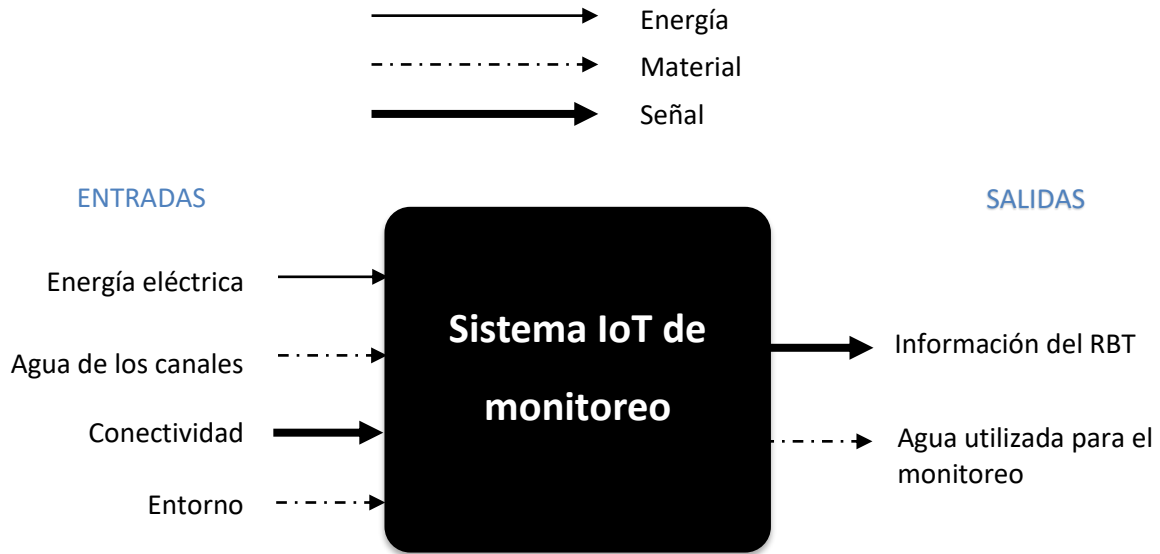 Energía
Material
Señal
ENTRADAS
SALIDAS
Energía eléctrica
Agua de los canales
Conectividad
Entorno
Sistema IoT de
monitoreo
Información del RBT
Agua utilizada para el
monitoreo